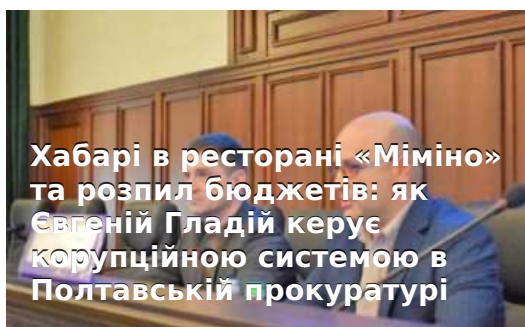 Хабарі в ресторані «Міміно»
та розпил бюджетів: як
Євгеній Гладій керує
корупційною системою в
Полтавській прокуратурі